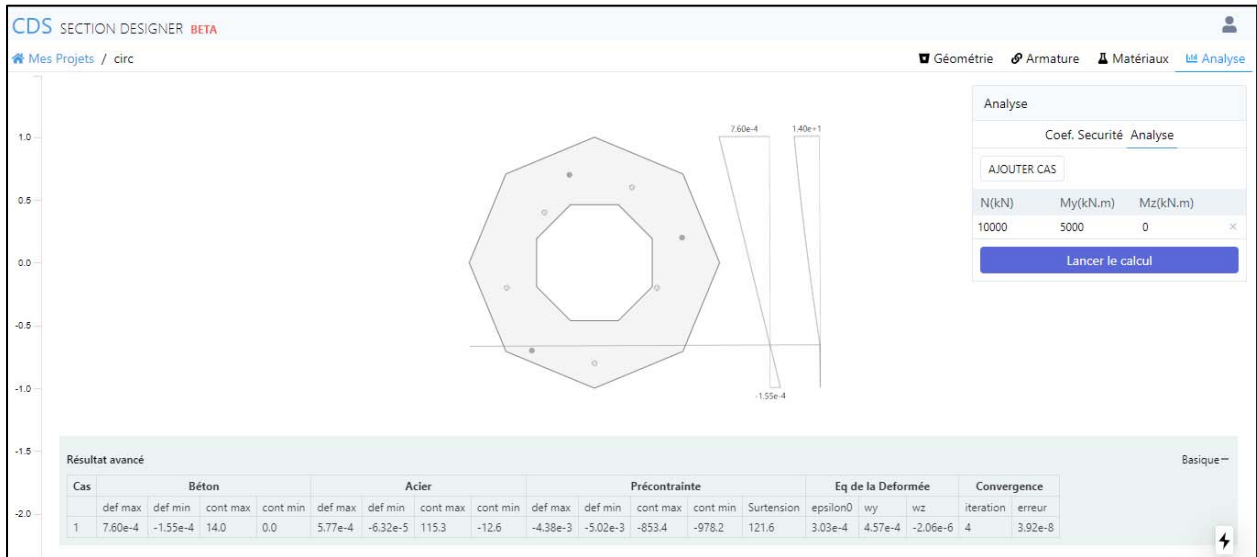 CDS SECTION DESIGNER BETA
Mes Projets / circ
Géométrie Armature Matériaux Analyse
Analyse
Coef. Securité Analyse
AJOUTER CAS
N(kN) My(kN.m) Mz(kN.m)
10000 5000 0 ×
Lancer le calcul
7.60e-4 1.40e+1
-1.55e-4
1.0
0.5
0.0
-0.5
-1.0
-1.5
-2.0
Résultat avancé Basique−
Cas Béton Acier Précontrainte Eq de la Deformée Convergence
def max def min cont max cont min def max def min cont max cont min def max def min cont max cont min Surtension epsilon0 wy wz iteration erreur
1 7.60e-4 -1.55e-4 14.0 0.0 5.77e-4 -6.32e-5 115.3 -12.6 -4.38e-3 -5.02e-3 -853.4 -978.2 121.6 3.03e-4 4.57e-4 -2.06e-6 4 3.92e-8